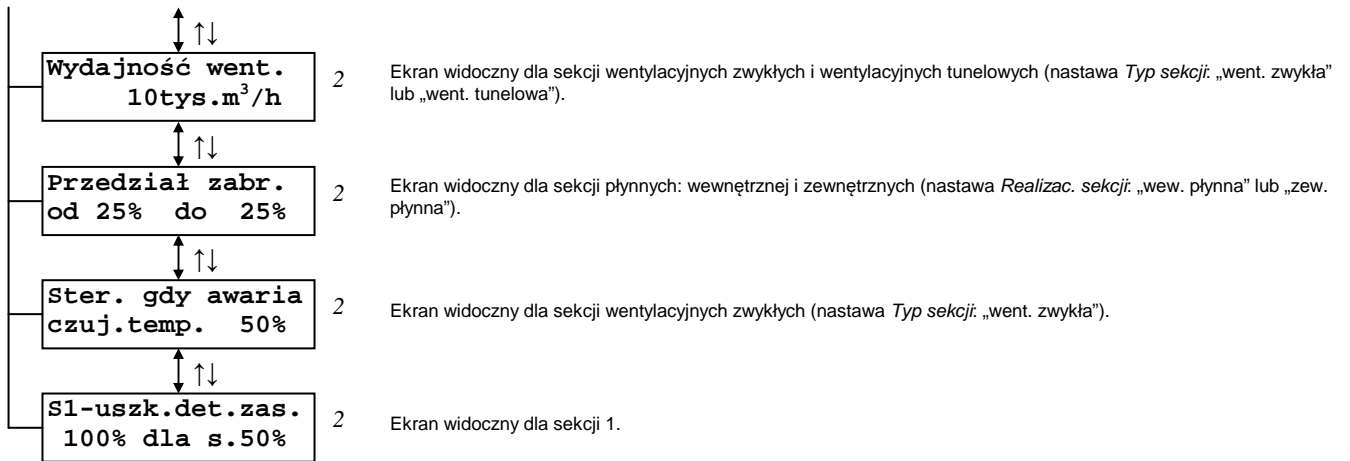 ↑↓
Wydajność went.
10tys.m³/h
2
Ekran widoczny dla sekcji wentylacyjnych zwykłych i wentylacyjnych tunelowych (nastawa Typ sekcji: „went. zwykła”
lub „went. tunelowa”).
↑↓
Przedział zabr.
od 25% do 25%
2
Ekran widoczny dla sekcji płynnych: wewnętrznej i zewnętrznych (nastawa Realizac. sekcji: „wew. płynna” lub „zew.
płynna”).
↑↓
Ster. gdy awaria
czuj.temp. 50%
2
Ekran widoczny dla sekcji wentylacyjnych zwykłych (nastawa Typ sekcji: „went. zwykła”).
↑↓
S1-uszk.det.zas.
100% dla s.50%
2
Ekran widoczny dla sekcji 1.